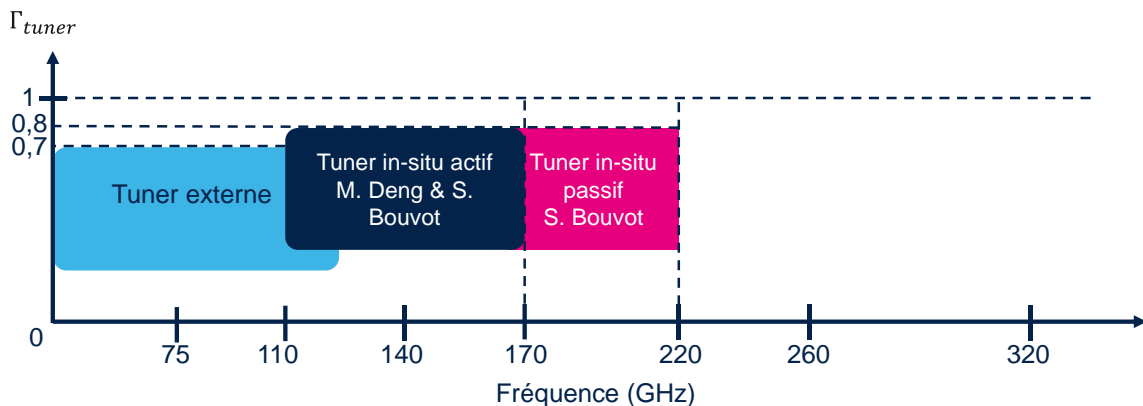 Γtuner
1
0,8
0,7
Tuner externe
Tuner in-situ actif
M. Deng & S.
Bouvot
Tuner in-situ
passif
S. Bouvot
0
75
110
140
170
220
260
320
Fréquence (GHz)